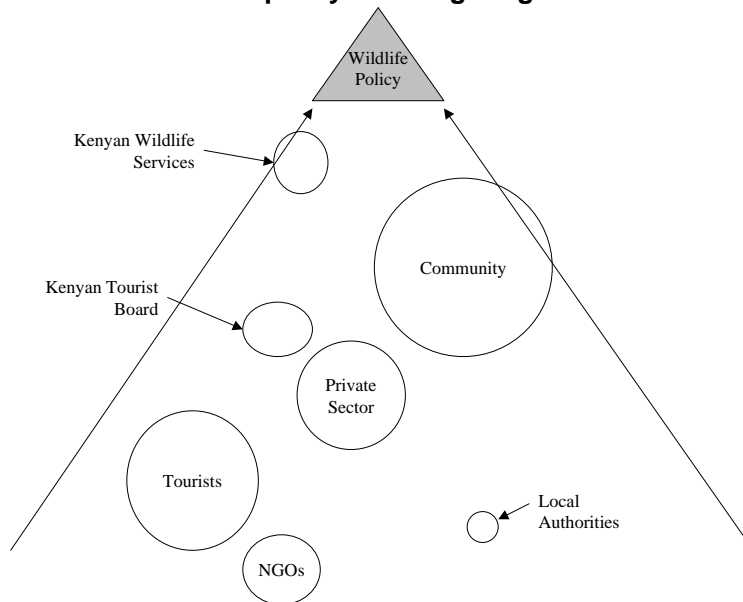 Wildlife
Policy
Kenyan Wildlife
Services
Community
Kenyan Tourist
Board
Private
Sector
Tourists
Local
Authorities
NGOs